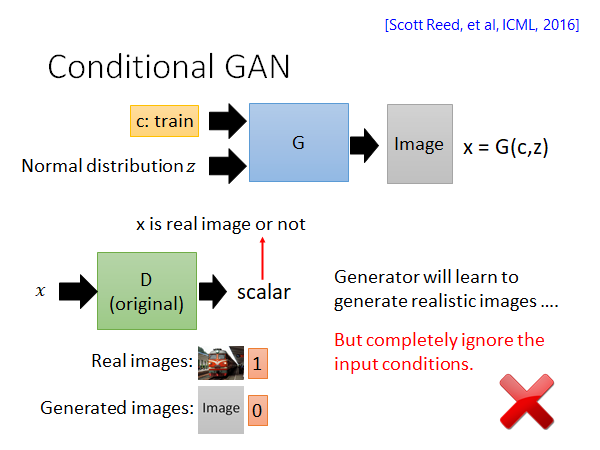 [Scott Reed, et al, ICML, 2016]
Conditional GAN
c: train
Normal distribution z
G
Image
x = G(c,z)
x is real image or not
x
D
(original)
scalar
Generator will learn to
generate realistic images ….
But completely ignore the
input conditions.
Real images:
1
Generated images:
Image
0